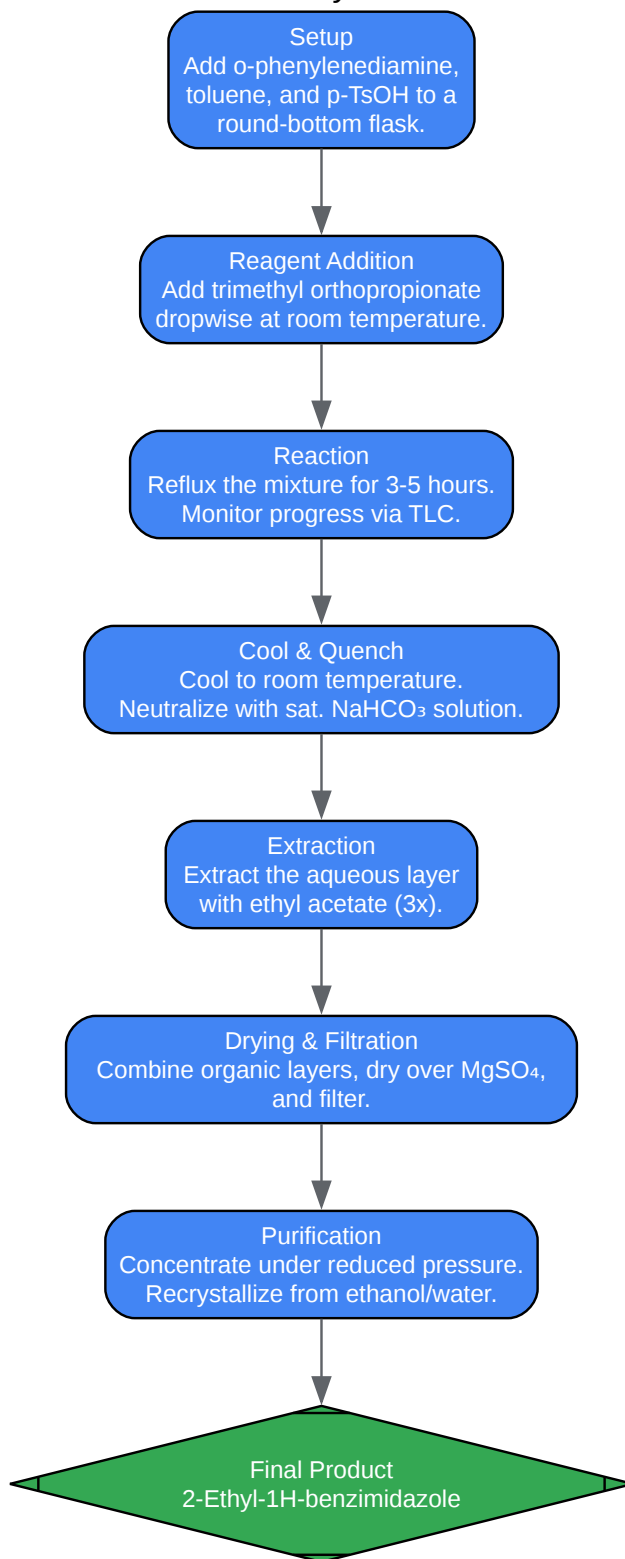 Setup
Add o-phenylenediamine,
toluene, and p-TsOH to a
round-bottom flask.
Reagent Addition
Add trimethyl orthopropionate
dropwise at room temperature.
Reaction
Reflux the mixture for 3-5 hours.
Monitor progress via TLC.
Cool & Quench
Cool to room temperature.
Neutralize with sat. NaHCO₃ solution.
Extraction
Extract the aqueous layer
with ethyl acetate (3x).
Drying & Filtration
Combine organic layers, dry over MgSO₄,
and filter.
Purification
Concentrate under reduced pressure.
Recrystallize from ethanol/water.
Final Product
2-Ethyl-1H-benzimidazole